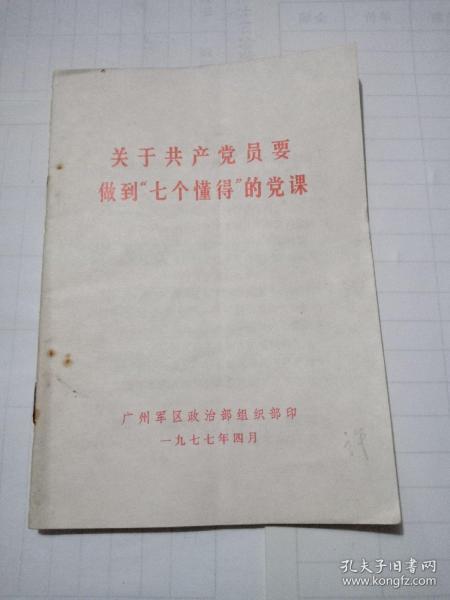 关于共产党员要
做到“七个懂得”的党课
广州军区政治部组织部印
一九七七年四月
孔夫子旧书网
www.kongfz.com